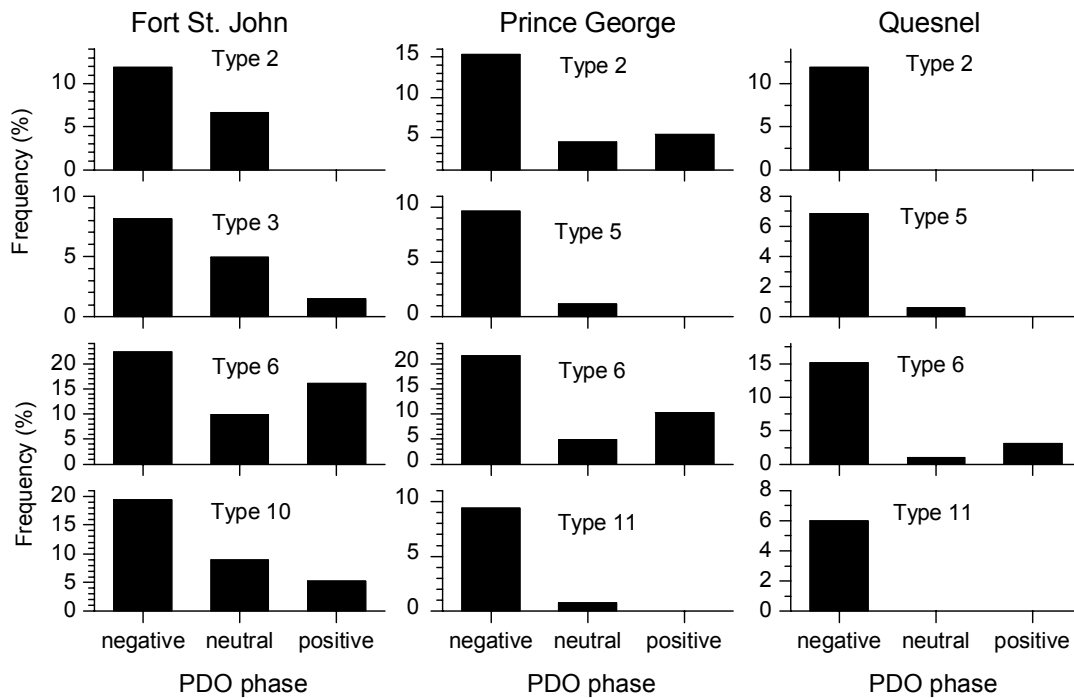 Fort St. John Prince George Quesnel
Type 2 Type 2 Type 2
10 15 10
5 10 5
0 5 0
Frequency (%)
Type 3 Type 5 Type 5
10 10 8
5 5 6
0 0 4
2
0
Type 6 Type 6 Type 6
20 20 15
15 15 10
10 10 5
5 5 0
0 0
Frequency (%)
Type 10 Type 11 Type 11
20 10 8
15 5 6
10 0 4
5 2
0 0
negative neutral positive negative neutral positive negative neutral positive
PDO phase PDO phase PDO phase